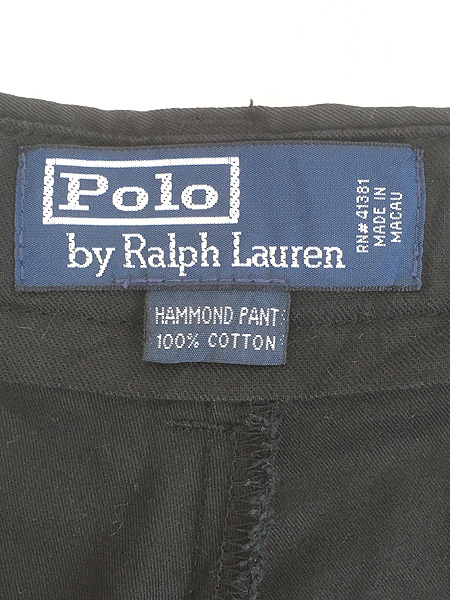 Polo
by Ralph Lauren
RN# 41381
MADE IN
MACAU
HAMMOND PANT
100% COTTON